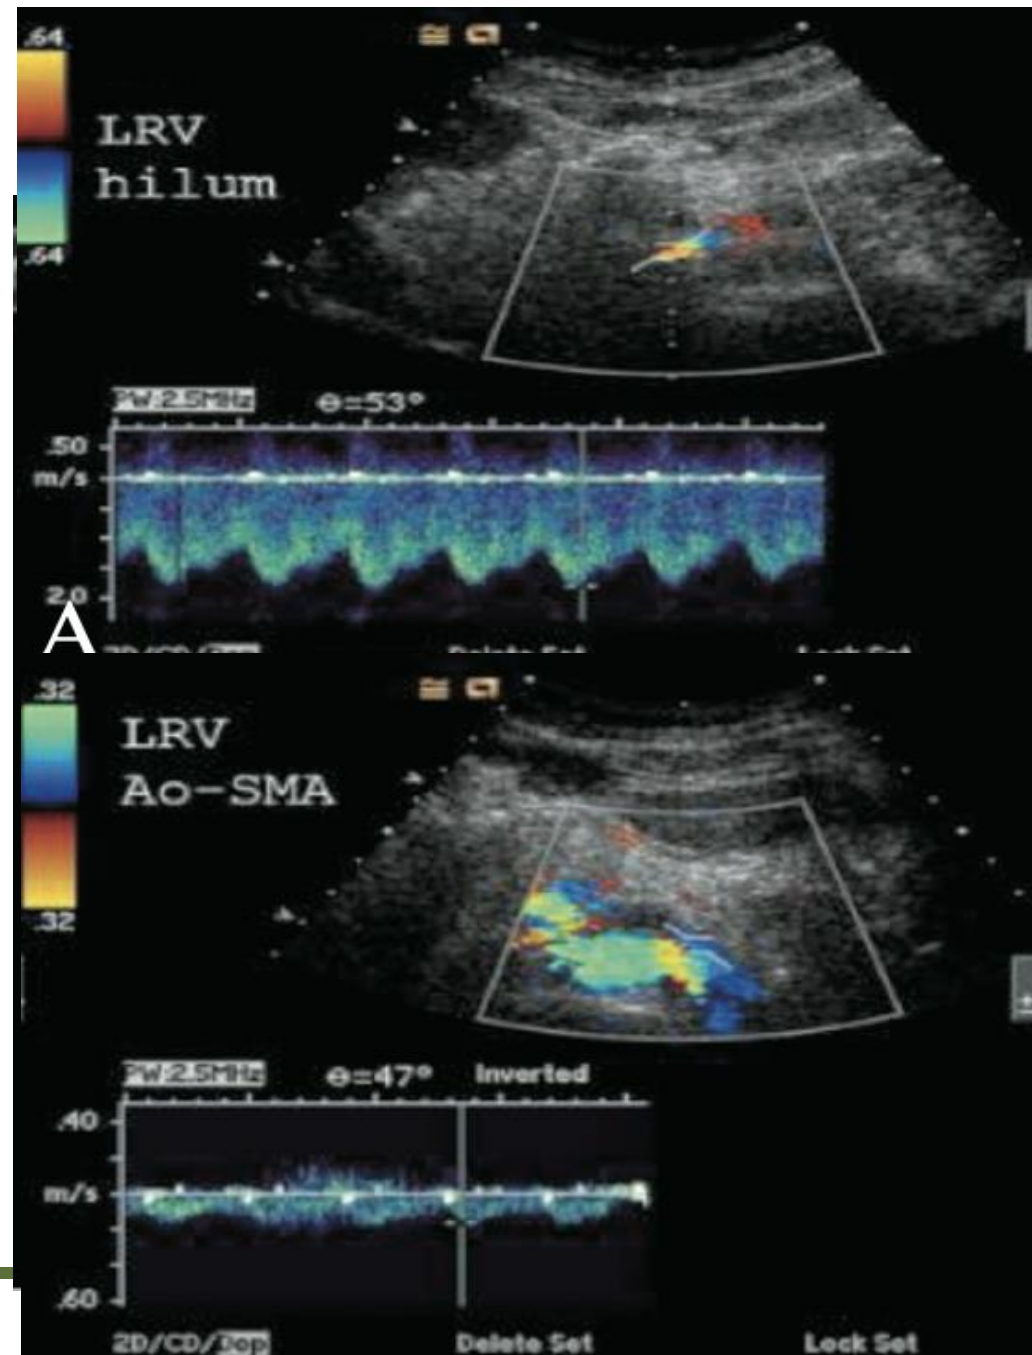 .64
LRV
hilum
.64
PW:2.5MHz θ=53°
.50
m/s
2.0
A
2D/CD/Dop Delete Set Lock Set
.32
LRV
Ao-SMA
.32
PW:2.5MHz θ=47° Inverted
.40
m/s
.60
2D/CD/Dop Delete Set Lock Set